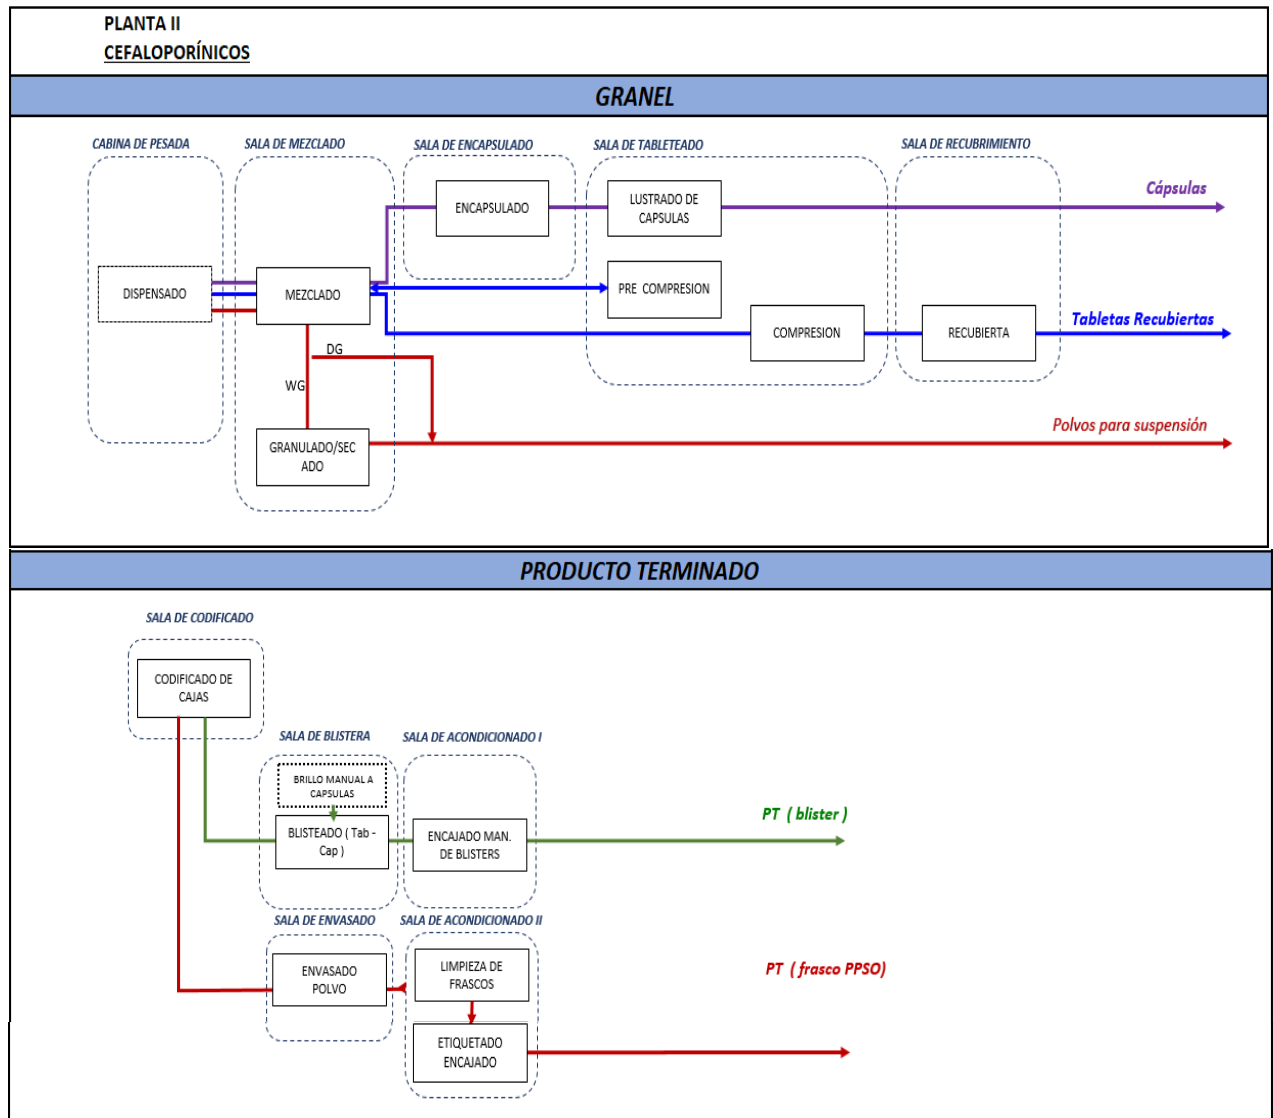 PLANTA II
CEFALOPORÍNICOS
GRANEL
CABINA DE PESADA
SALA DE MEZCLADO
SALA DE ENCAPSULADO
SALA DE TABLETEADO
SALA DE RECUBRIMIENTO
ENCAPSULADO
LUSTRADO DE
CAPSULAS
Cápsulas
DISPENSADO
MEZCLADO
PRE COMPRESION
COMPRESION
RECUBIERTA
Tabletas Recubiertas
DG
WG
GRANULADO/SEC
ADO
Polvos para suspensión
PRODUCTO TERMINADO
SALA DE CODIFICADO
CODIFICADO DE
CAJAS
SALA DE BLISTERA
SALA DE ACONDICIONADO I
BRILLO MANUAL A
CAPSULAS
BLISTEADO ( Tab -
Cap )
ENCAJADO MAN.
DE BLISTERS
PT ( blister )
SALA DE ENVASADO
SALA DE ACONDICIONADO II
ENVASADO
POLVO
LIMPIEZA DE
FRASCOS
PT ( frasco PPSO)
ETIQUETADO
ENCAJADO